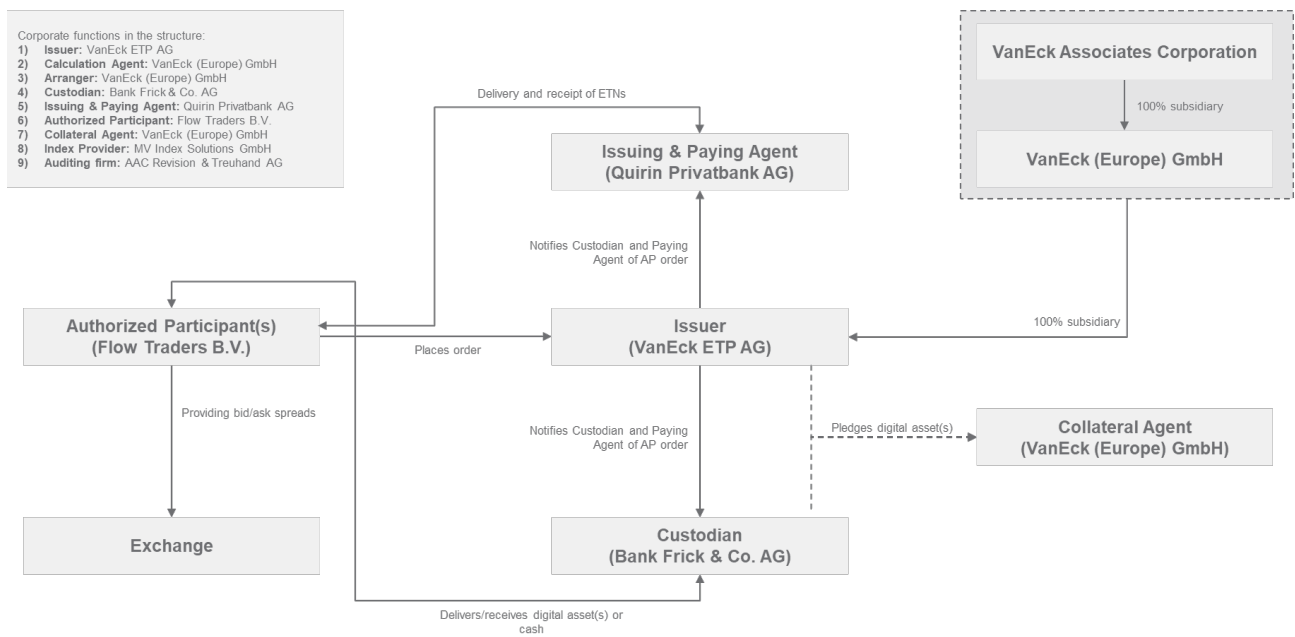 Corporate functions in the structure:
1) Issuer: VanEck ETP AG
2) Calculation Agent: VanEck (Europe) GmbH
3) Arranger: VanEck (Europe) GmbH
4) Custodian: Bank Frick & Co. AG
5) Issuing & Paying Agent: Quirin Privatbank AG
6) Authorized Participant: Flow Traders B.V.
7) Collateral Agent: VanEck (Europe) GmbH
8) Index Provider: MV Index Solutions GmbH
9) Auditing firm: AAC Revision & Treuhand AG
VanEck Associates Corporation
100% subsidiary
VanEck (Europe) GmbH
Delivery and receipt of ETNs
Issuing & Paying Agent
(Quirin Privatbank AG)
Notifies Custodian and Paying
Agent of AP order
Authorized Participant(s)
(Flow Traders B.V.)
Places order
Issuer
(VanEck ETP AG)
100% subsidiary
Providing bid/ask spreads
Notifies Custodian and Paying
Agent of AP order
Pledges digital asset(s)
Collateral Agent
(VanEck (Europe) GmbH)
Exchange
Custodian
(Bank Frick & Co. AG)
Delivers/receives digital asset(s) or
cash